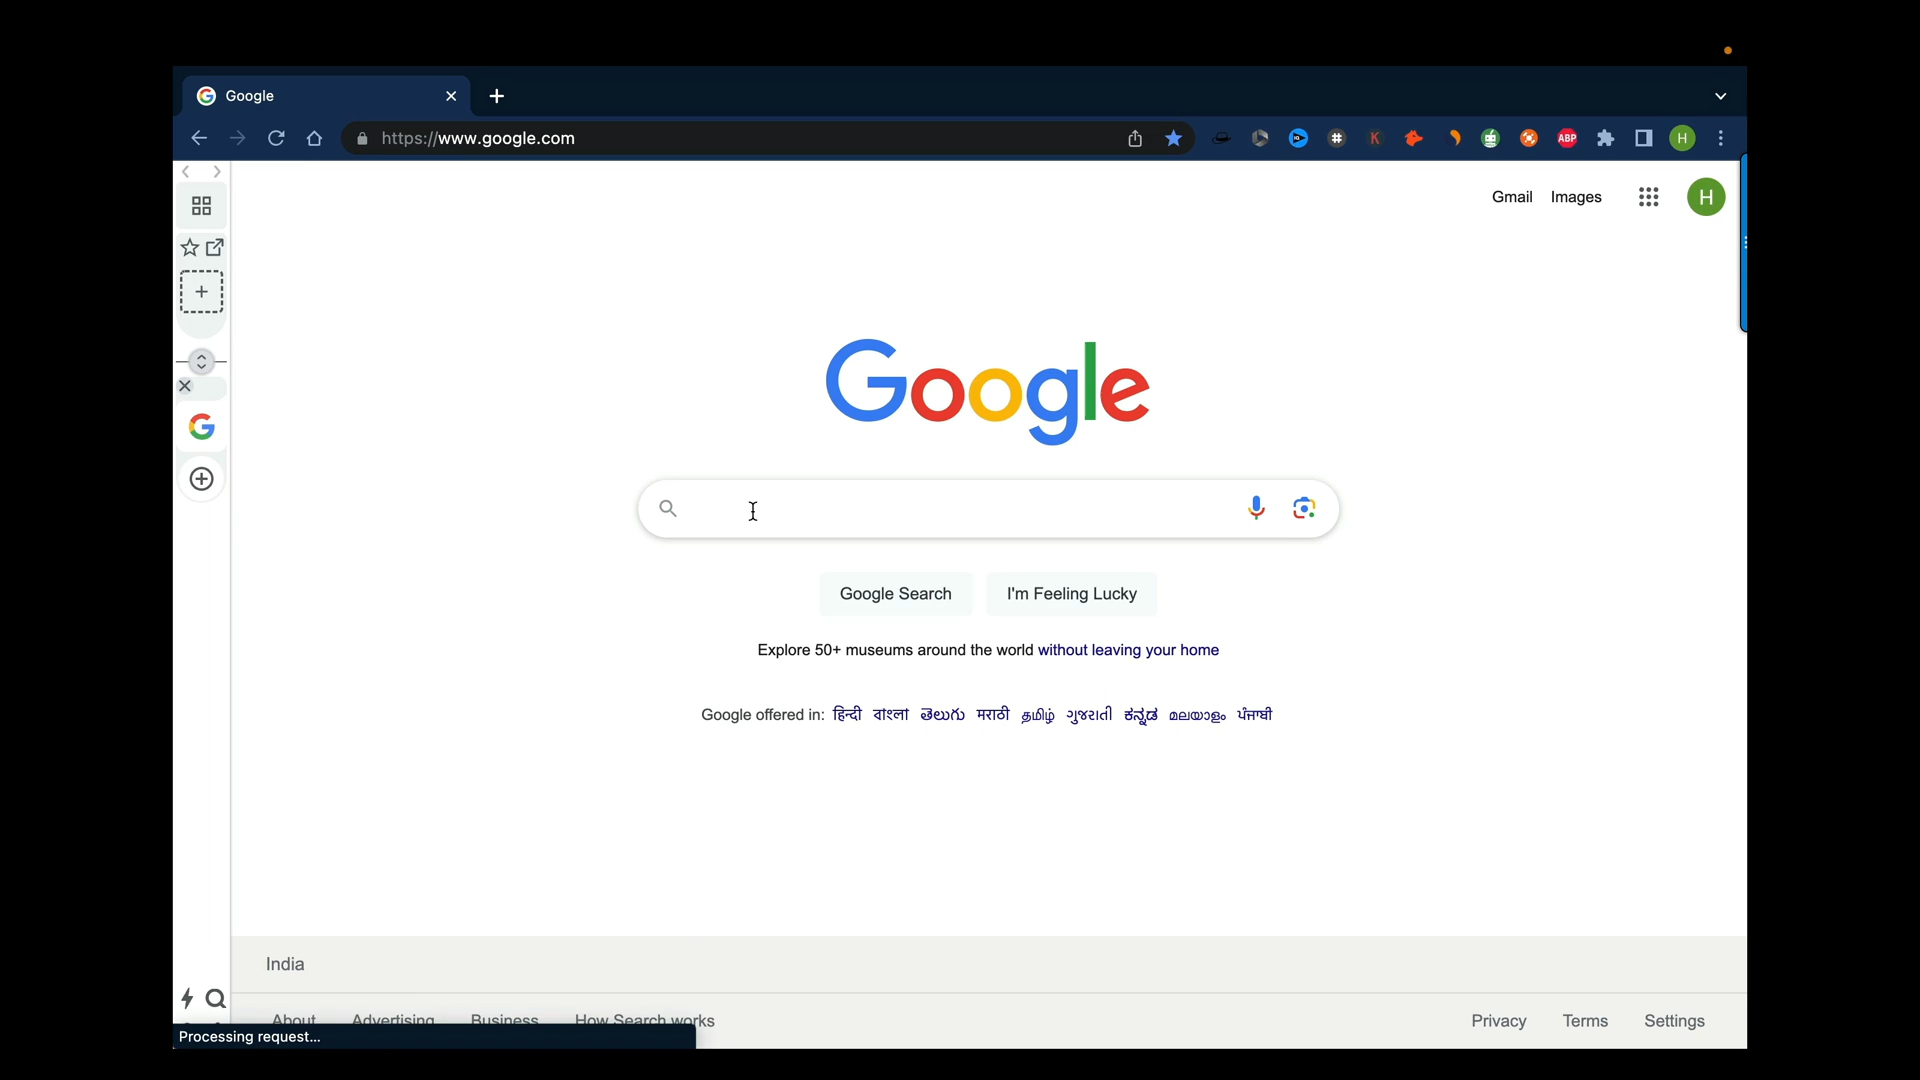 Google
https://www.google.com
K
ABP
H
Gmail Images
H
Google
Google Search
I'm Feeling Lucky
Explore 50+ museums around the world without leaving your home
Google offered in: हिन्दी বাংলা తెలుగు मराठी தமிழ் ગુજરાતી ಕನ್ನಡ മലയാളം ਪੰਜਾਬੀ
India
About Advertising Business How Search works
Privacy Terms Settings
Processing request...